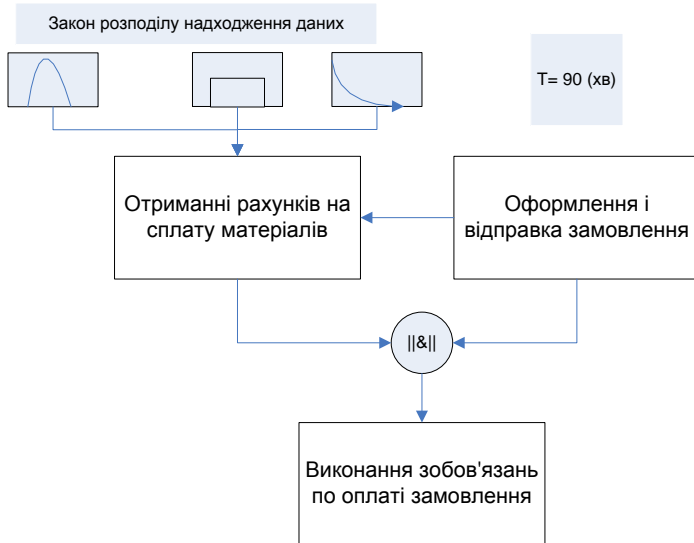 Закон розподілу надходження даних
T= 90 (хв)
Отриманні рахунків на
сплату матеріалів
Оформлення і
відправка замовлення
||&||
Виконання зобов'язань
по оплаті замовлення